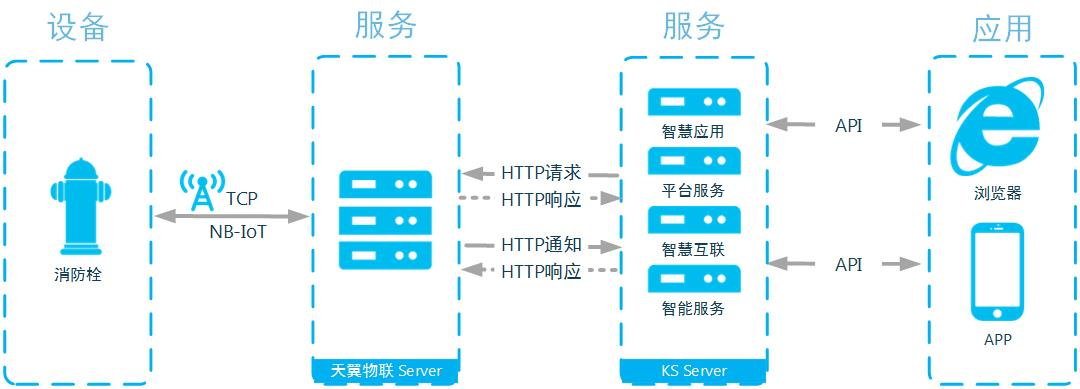 设备
服务
服务
应用
消防栓
TCP
NB-IoT
天翼物联 Server
HTTP请求
HTTP响应
HTTP通知
HTTP响应
智慧应用
平台服务
智慧互联
智能服务
KS Server
API
API
浏览器
APP